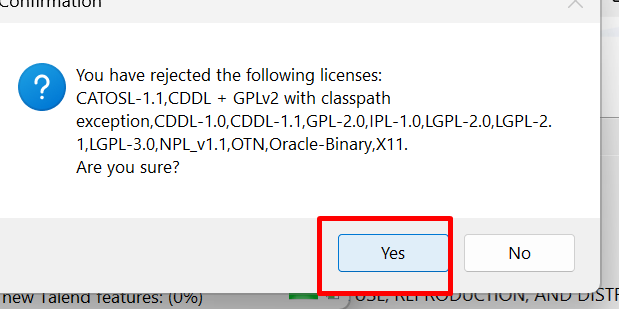 Confirmation
You have rejected the following licenses:
CATOSL-1.1,CDDL + GPLv2 with classpath
exception,CDDL-1.0,CDDL-1.1,GPL-2.0,IPL-1.0,LGPL-2.0,LGPL-2.
1,LGPL-3.0,NPL_v1.1,OTN,Oracle-Binary,X11.
Are you sure?
Yes No
new Talend features: (0%) USE, REPRODUCTION, AND DISTR